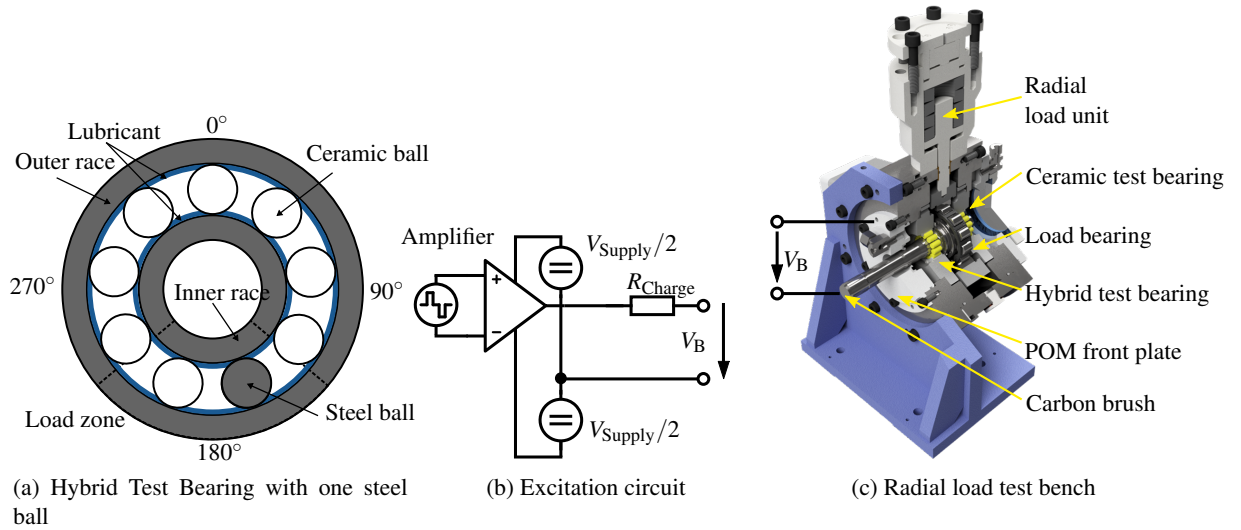 0°
Lubricant
Outer race
Ceramic ball
270°
90°
Inner race
Load zone
Steel ball
180°
(a) Hybrid Test Bearing with one steel
ball
Amplifier
V_Supply/2
R_Charge
+
−
V_B
V_Supply/2
(b) Excitation circuit
Radial
load unit
Ceramic test bearing
Load bearing
V_B
Hybrid test bearing
POM front plate
Carbon brush
(c) Radial load test bench